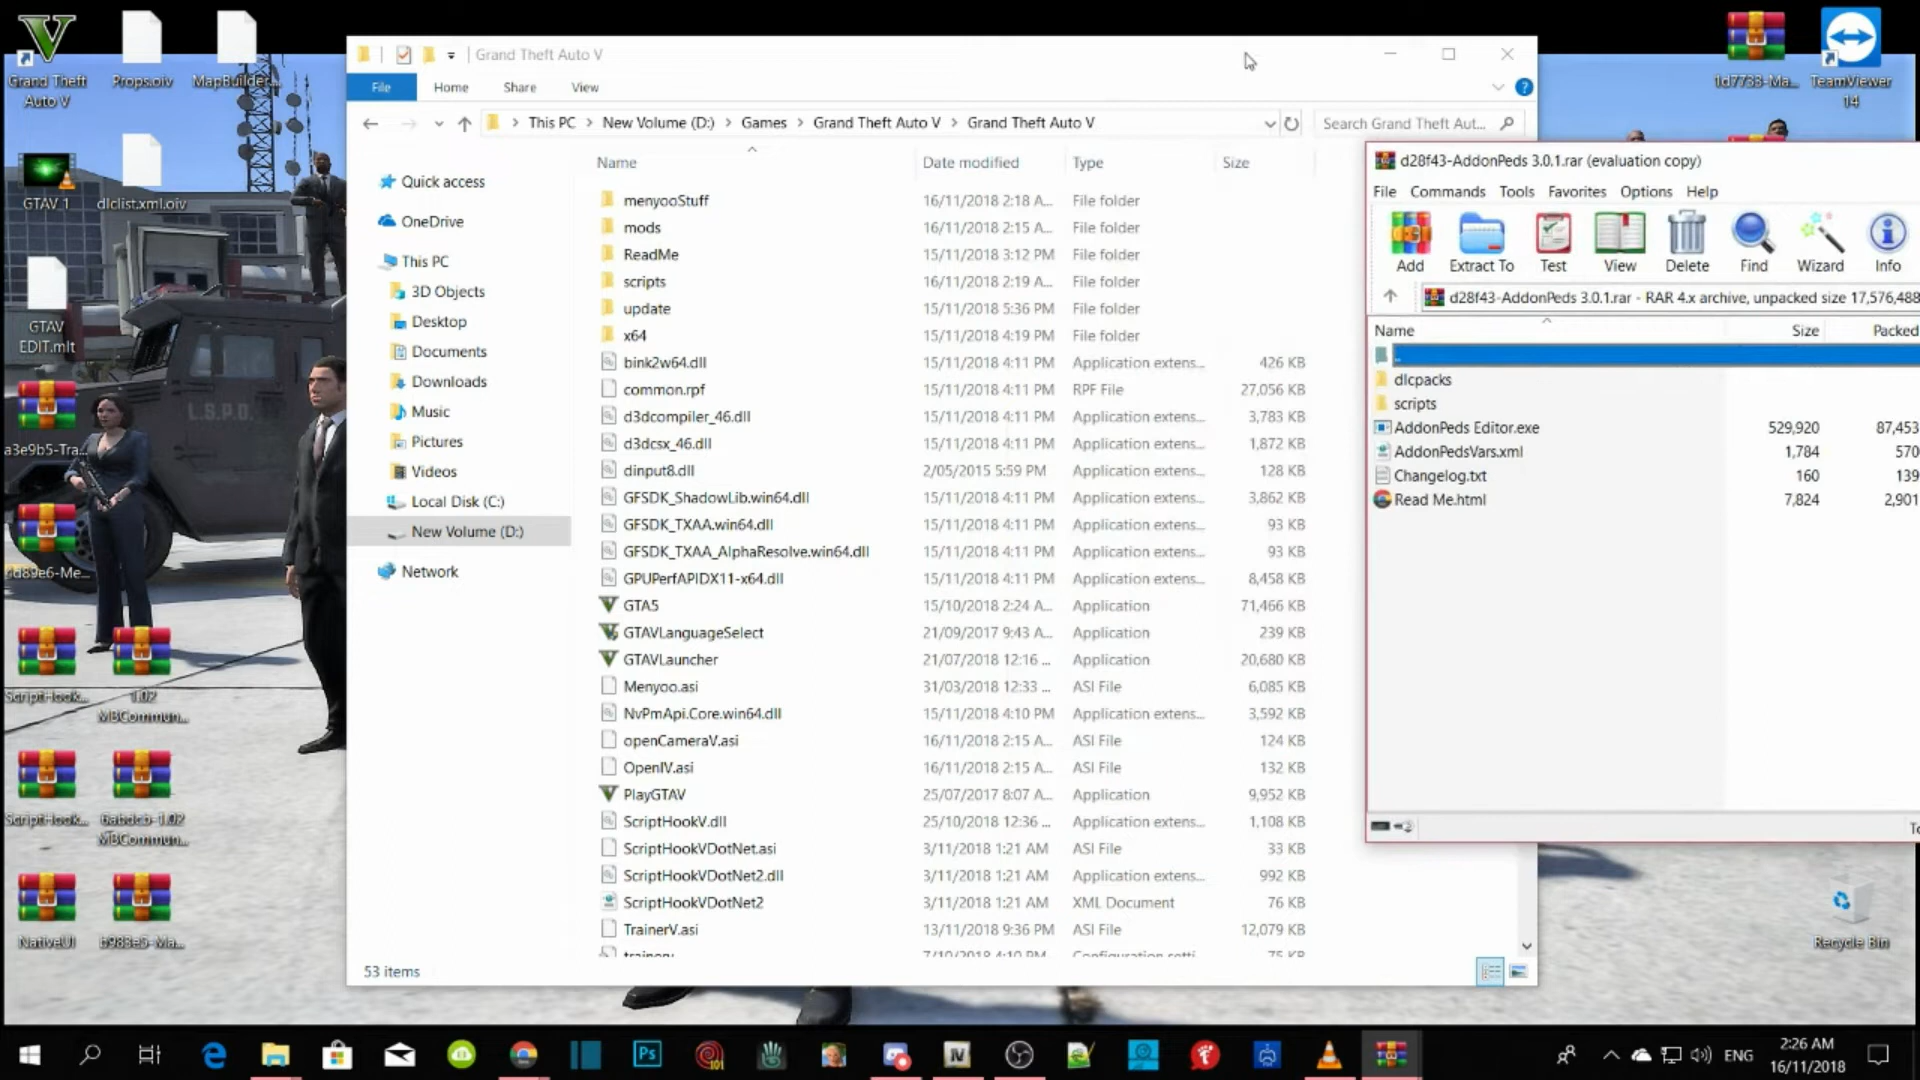 Grand Theft Auto V
File
Home
Share
View
This PC
New Volume (D:)
Games
Grand Theft Auto V
Grand Theft Auto V
Search Grand Theft Aut...
Name
Date modified
Type
Size
Quick access
OneDrive
This PC
3D Objects
Desktop
Documents
Downloads
Music
Pictures
Videos
Local Disk (C:)
New Volume (D:)
Network
menyooStuff 16/11/2018 2:18 A... File folder
mods 16/11/2018 2:15 A... File folder
ReadMe 15/11/2018 3:12 PM File folder
scripts 16/11/2018 2:19 A... File folder
update 15/11/2018 5:36 PM File folder
x64 15/11/2018 4:19 PM File folder
bink2w64.dll 15/11/2018 4:11 PM Application extens... 426 KB
common.rpf 15/11/2018 4:11 PM RPF File 27,056 KB
d3dcompiler_46.dll 15/11/2018 4:11 PM Application extens... 3,783 KB
d3dcsx_46.dll 15/11/2018 4:11 PM Application extens... 1,872 KB
dinput8.dll 2/05/2015 5:59 PM Application extens... 128 KB
GFSDK_ShadowLib.win64.dll 15/11/2018 4:11 PM Application extens... 3,862 KB
GFSDK_TXAA.win64.dll 15/11/2018 4:11 PM Application extens... 93 KB
GFSDK_TXAA_AlphaResolve.win64.dll 15/11/2018 4:11 PM Application extens... 93 KB
GPUPerfAPIDX11-x64.dll 15/11/2018 4:11 PM Application extens... 8,458 KB
GTA5 15/10/2018 2:24 A... Application 71,466 KB
GTAVLanguageSelect 21/09/2017 9:43 A... Application 239 KB
GTAVLauncher 21/07/2018 12:16 ... Application 20,680 KB
Menyoo.asi 31/03/2018 12:33 ... ASI File 6,085 KB
NvPmApi.Core.win64.dll 15/11/2018 4:10 PM Application extens... 3,592 KB
openCameraV.asi 16/11/2018 2:15 A... ASI File 124 KB
OpenIV.asi 16/11/2018 2:15 A... ASI File 132 KB
PlayGTAV 25/07/2017 8:07 A... Application 9,952 KB
ScriptHookV.dll 25/10/2018 12:36 ... Application extens... 1,108 KB
ScriptHookVDotNet.asi 3/11/2018 1:21 AM ASI File 33 KB
ScriptHookVDotNet2.dll 3/11/2018 1:21 AM Application extens... 992 KB
ScriptHookVDotNet2 3/11/2018 1:21 AM XML Document 76 KB
TrainerV.asi 13/11/2018 9:36 PM ASI File 12,079 KB
53 items
d28f43-AddonPeds 3.0.1.rar (evaluation copy)
File Commands Tools Favorites Options Help
Add Extract To Test View Delete Find Wizard Info
d28f43-AddonPeds 3.0.1.rar - RAR 4.x archive, unpacked size 17,576,488
Name Size Packed
..
dlcpacks
scripts
AddonPeds Editor.exe 529,920 87,453
AddonPedsVars.xml 1,784 570
Changelog.txt 160 139
Read Me.html 7,824 2,901
Grand Theft
Auto V
Props.oiv
MapBuilder...
GTAV_1
dlclist.xml.oiv
GTAV
EDIT.mlt
a3e9b5-Tra...
ScriptHook...
1.02
MBCommun...
ScriptHook...
6abdcb-1.02
MBCommun...
NativeUI
b983e5-Ma...
1d7733-Ma...
TeamViewer
14
L.S.P.D.
Recycle Bin
Ps
IV
ENG
2:26 AM
16/11/2018